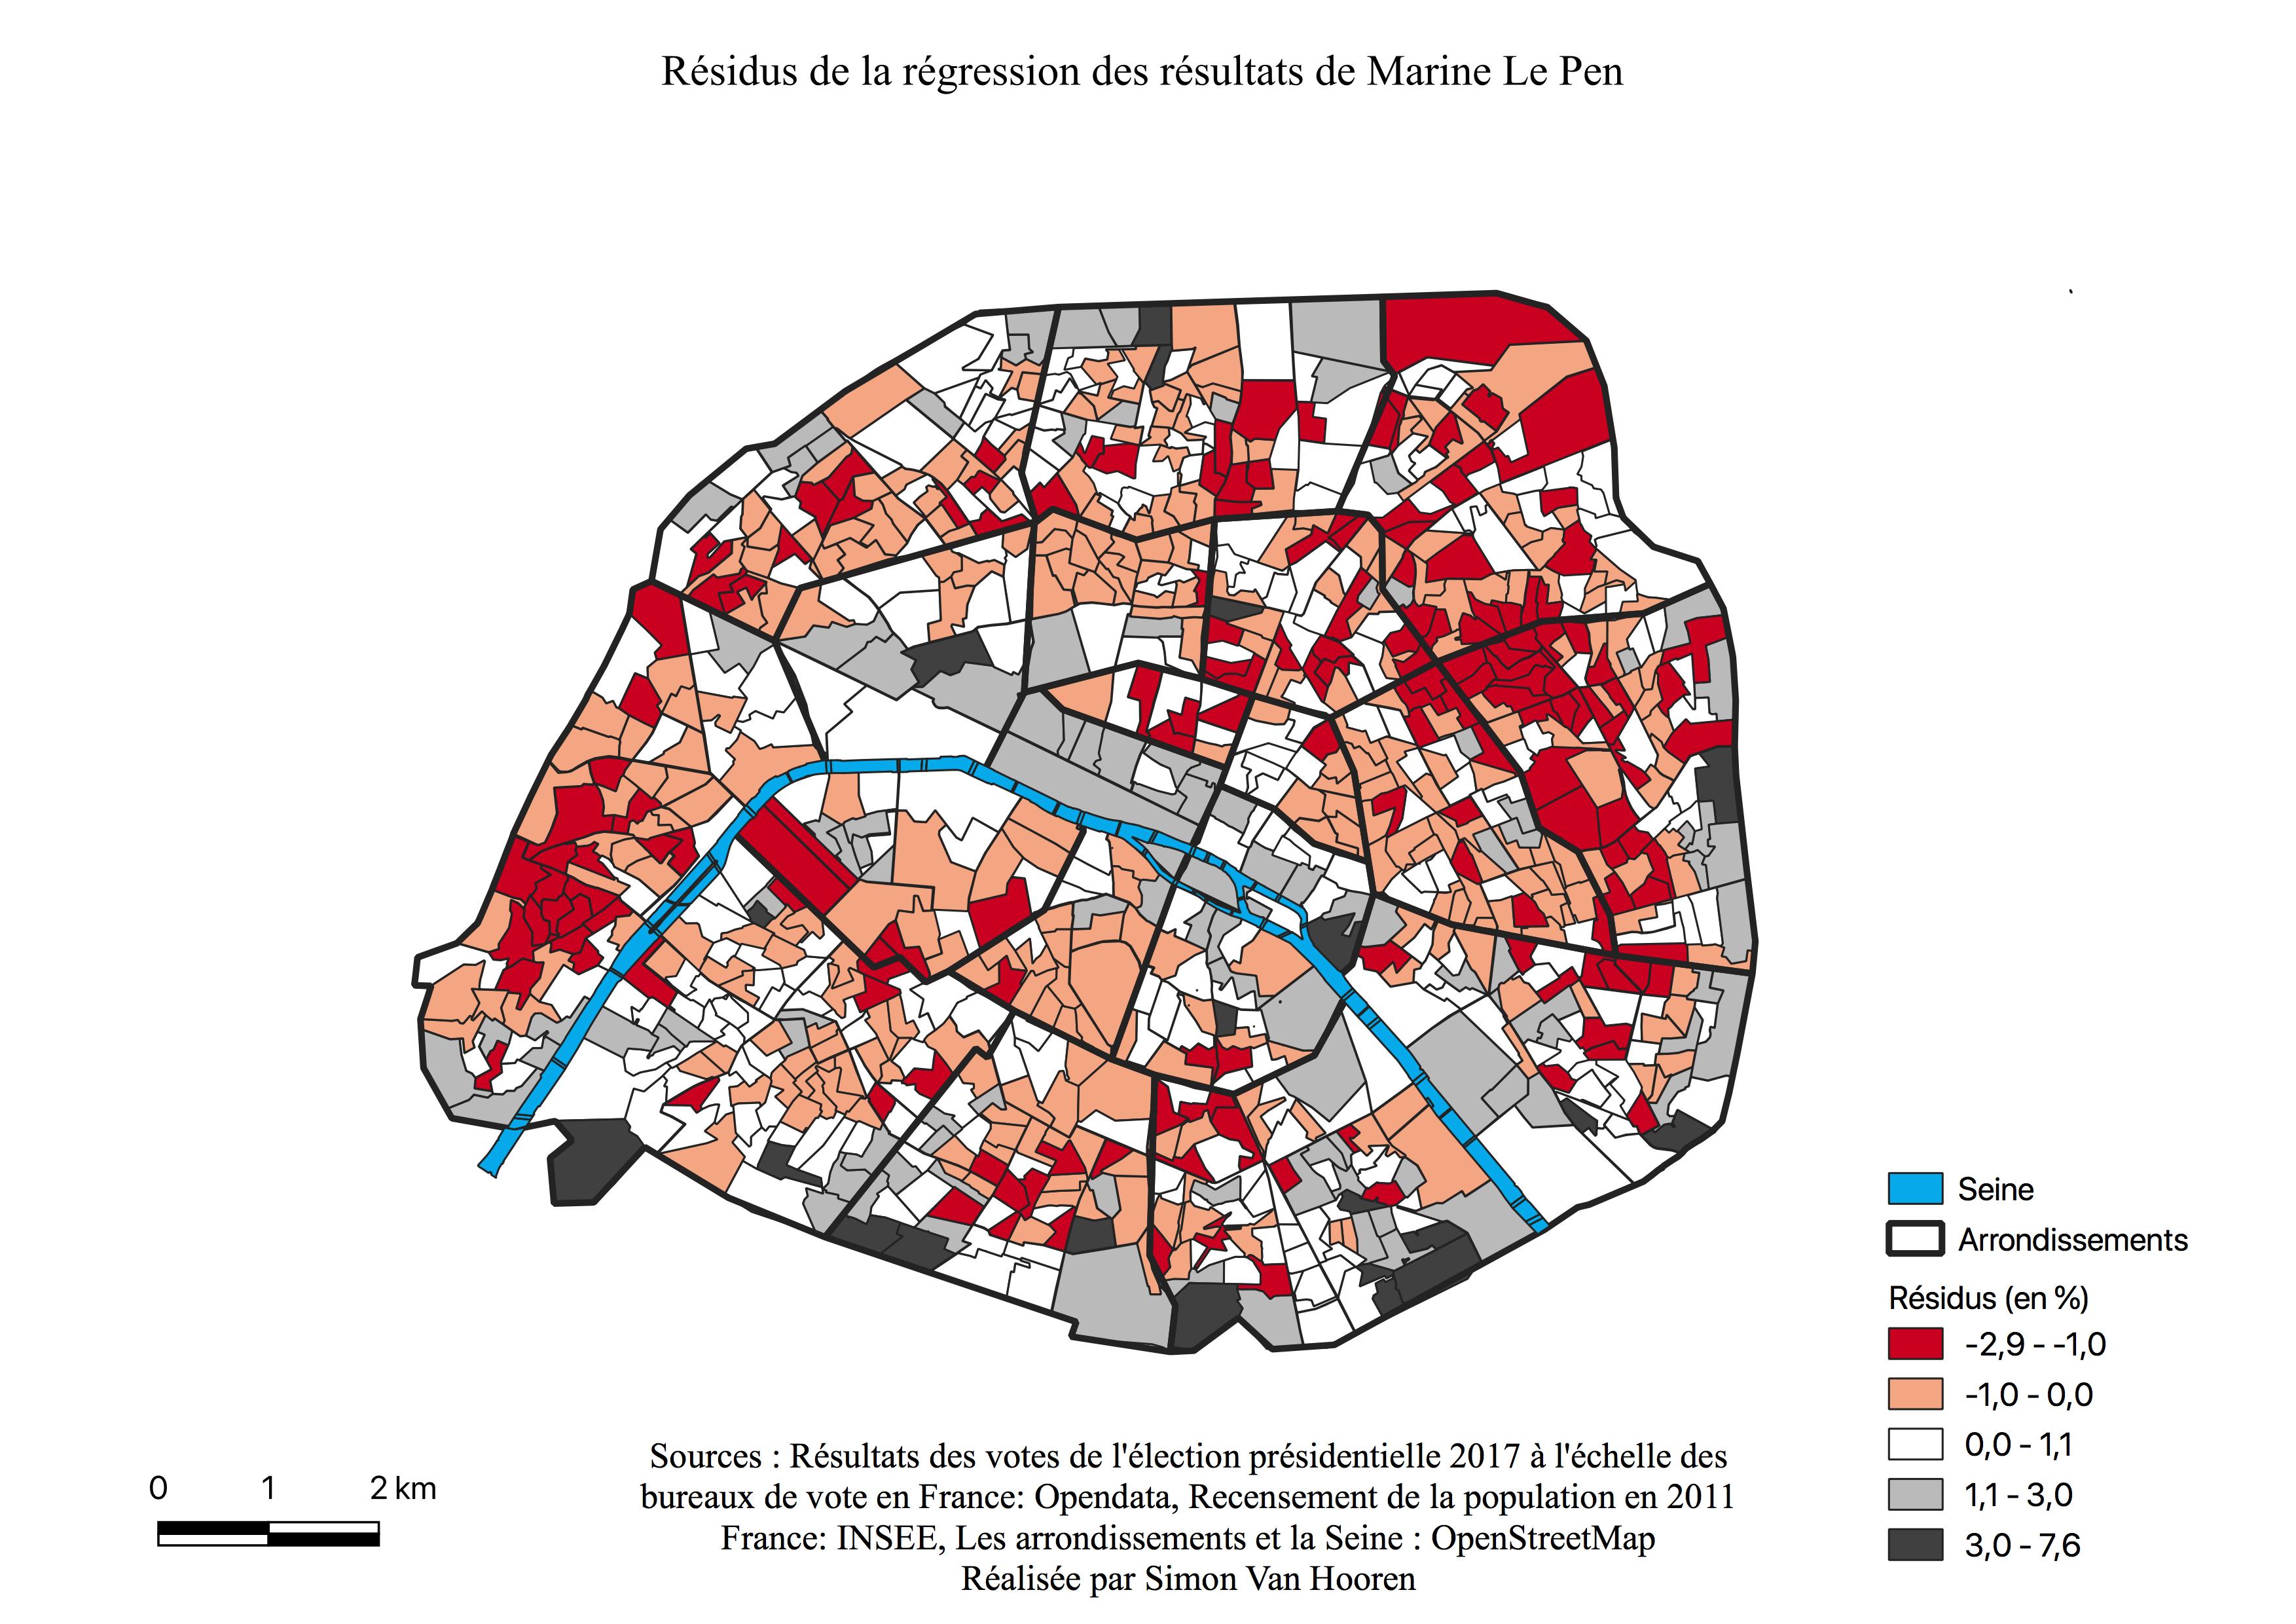 Résidus de la régression des résultats de Marine Le Pen
Seine
Arrondissements
Résidus (en %)
-2,9 - -1,0
-1,0 - 0,0
0,0 - 1,1
1,1 - 3,0
3,0 - 7,6
0 1 2 km
Sources : Résultats des votes de l'élection présidentielle 2017 à l'échelle des
bureaux de vote en France: Opendata, Recensement de la population en 2011
France: INSEE, Les arrondissements et la Seine : OpenStreetMap
Réalisée par Simon Van Hooren